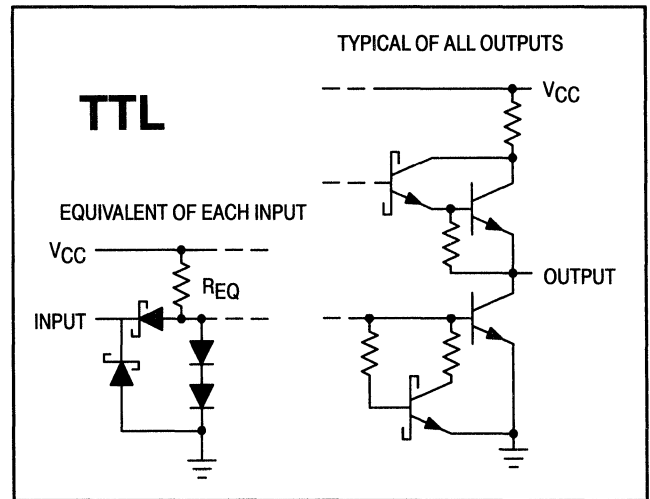 TYPICAL OF ALL OUTPUTS
VCC
TTL
EQUIVALENT OF EACH INPUT
VCC
REQ
OUTPUT
INPUT